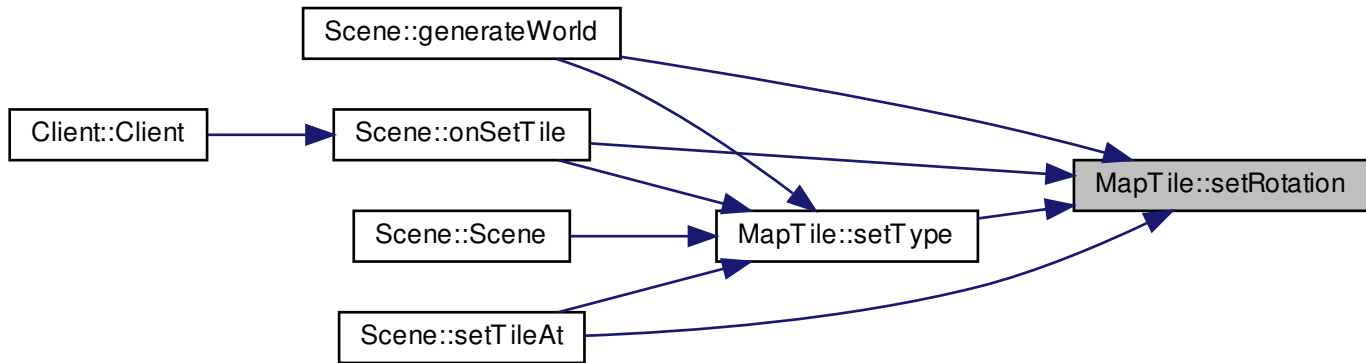 Scene::generateWorld
Client::Client
Scene::onSetTile
MapTile::setRotation
Scene::Scene
MapTile::setType
Scene::setTileAt